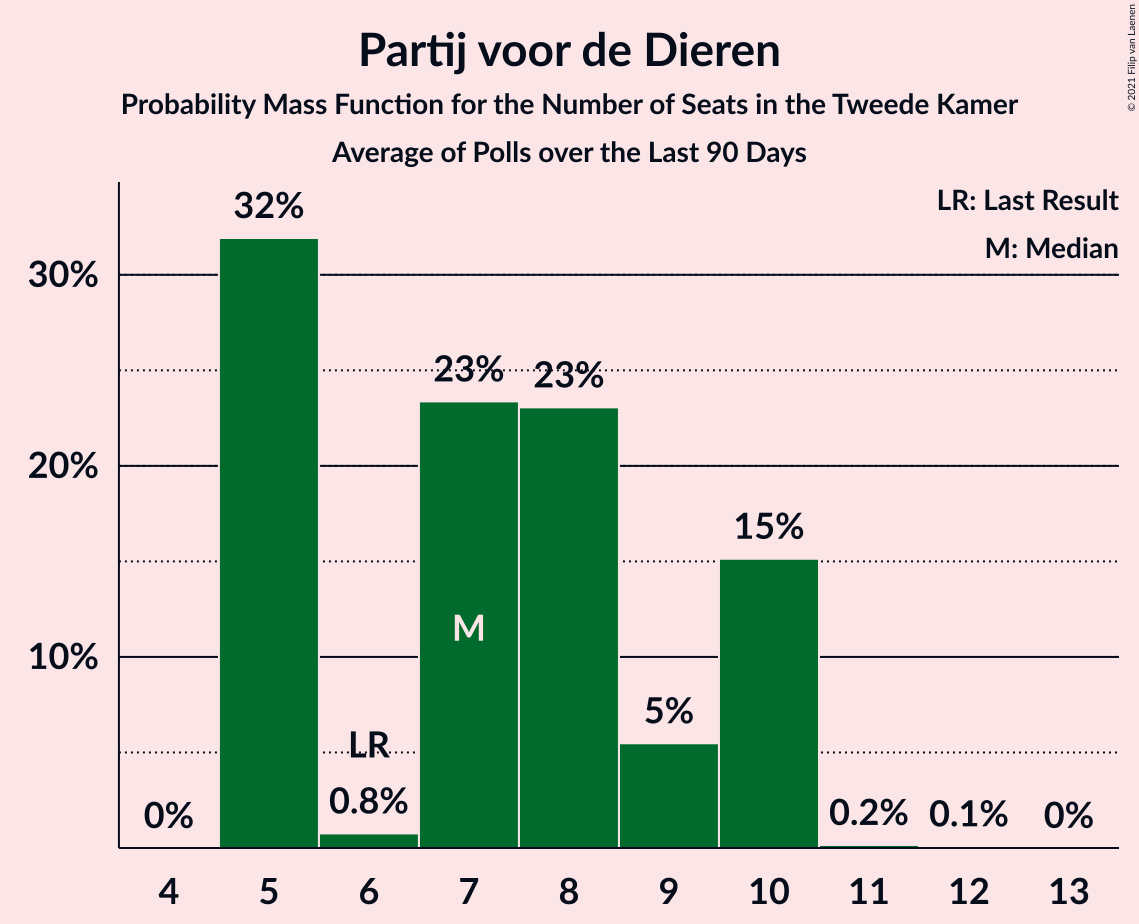 Partij voor de Dieren
Probability Mass Function for the Number of Seats in the Tweede Kamer
Average of Polls over the Last 90 Days
© 2021 Filip van Laenen
LR: Last Result
M: Median
32%
30%
23%
23%
20%
15%
M
10%
5%
LR
0%
0.8%
0.2%
0.1%
0%
4 5 6 7 8 9 10 11 12 13